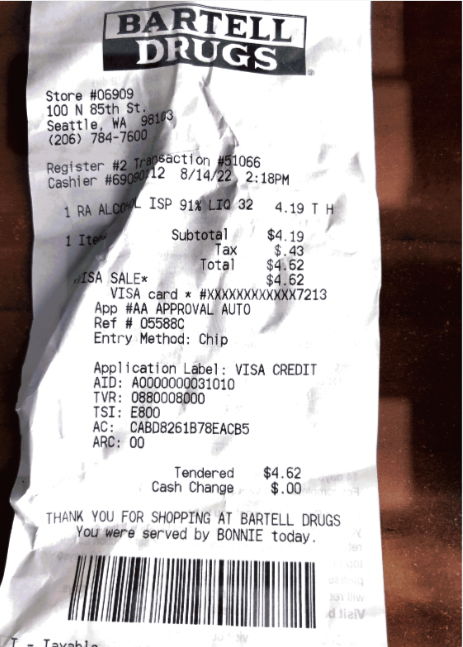 BARTELL
DRUGS
Store #06909
100 N 85th St.
Seattle, WA 98103
(206) 784-7600
Register #2 Transaction #51066
Cashier 8/14/22 2:18PM
1 RA ISP 91% LIQ 32 4.19 T H
1 Subtotal $4.19
Tax $.43
Total $4.62
SALE* $4.62
VISA card * #XXXXXXXXXXXX7213
App #AA APPROVAL AUTO
Ref # 05588C
Entry Method: Chip
Application Label: VISA CREDIT
AID: A0000000031010
TVR: 0880008000
TSI: E800
AC: CABD8261B78EACB5
ARC: 00
Tendered $4.62
Cash Change $.00
THANK YOU FOR SHOPPING AT BARTELL DRUGS
You were served by BONNIE today.
T - Taxable